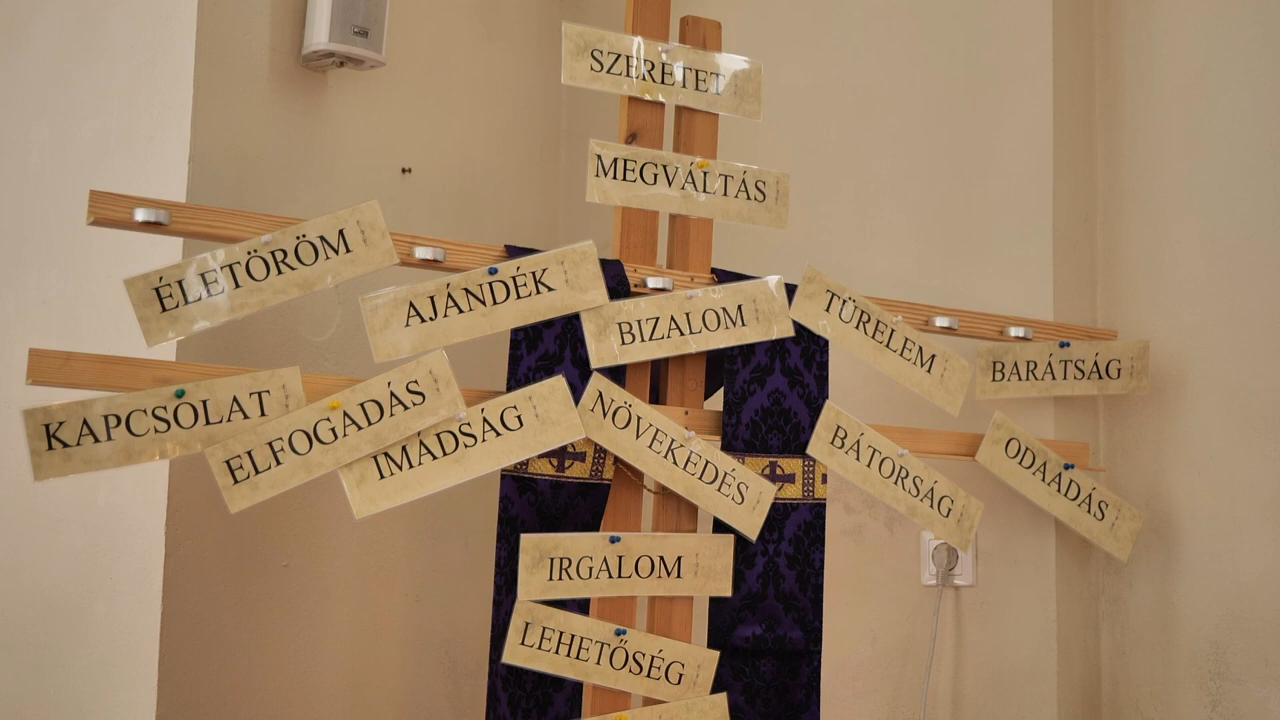 SZERETET
MEGVÁLTÁS
ÉLETÖRÖM
AJÁNDÉK
BIZALOM
TÜRELEM
BARÁTSÁG
KAPCSOLAT
ELFOGADÁS
IMÁDSÁG
NÖVEKEDÉS
BÁTORSÁG
ODAADÁS
IRGALOM
LEHETŐSÉG